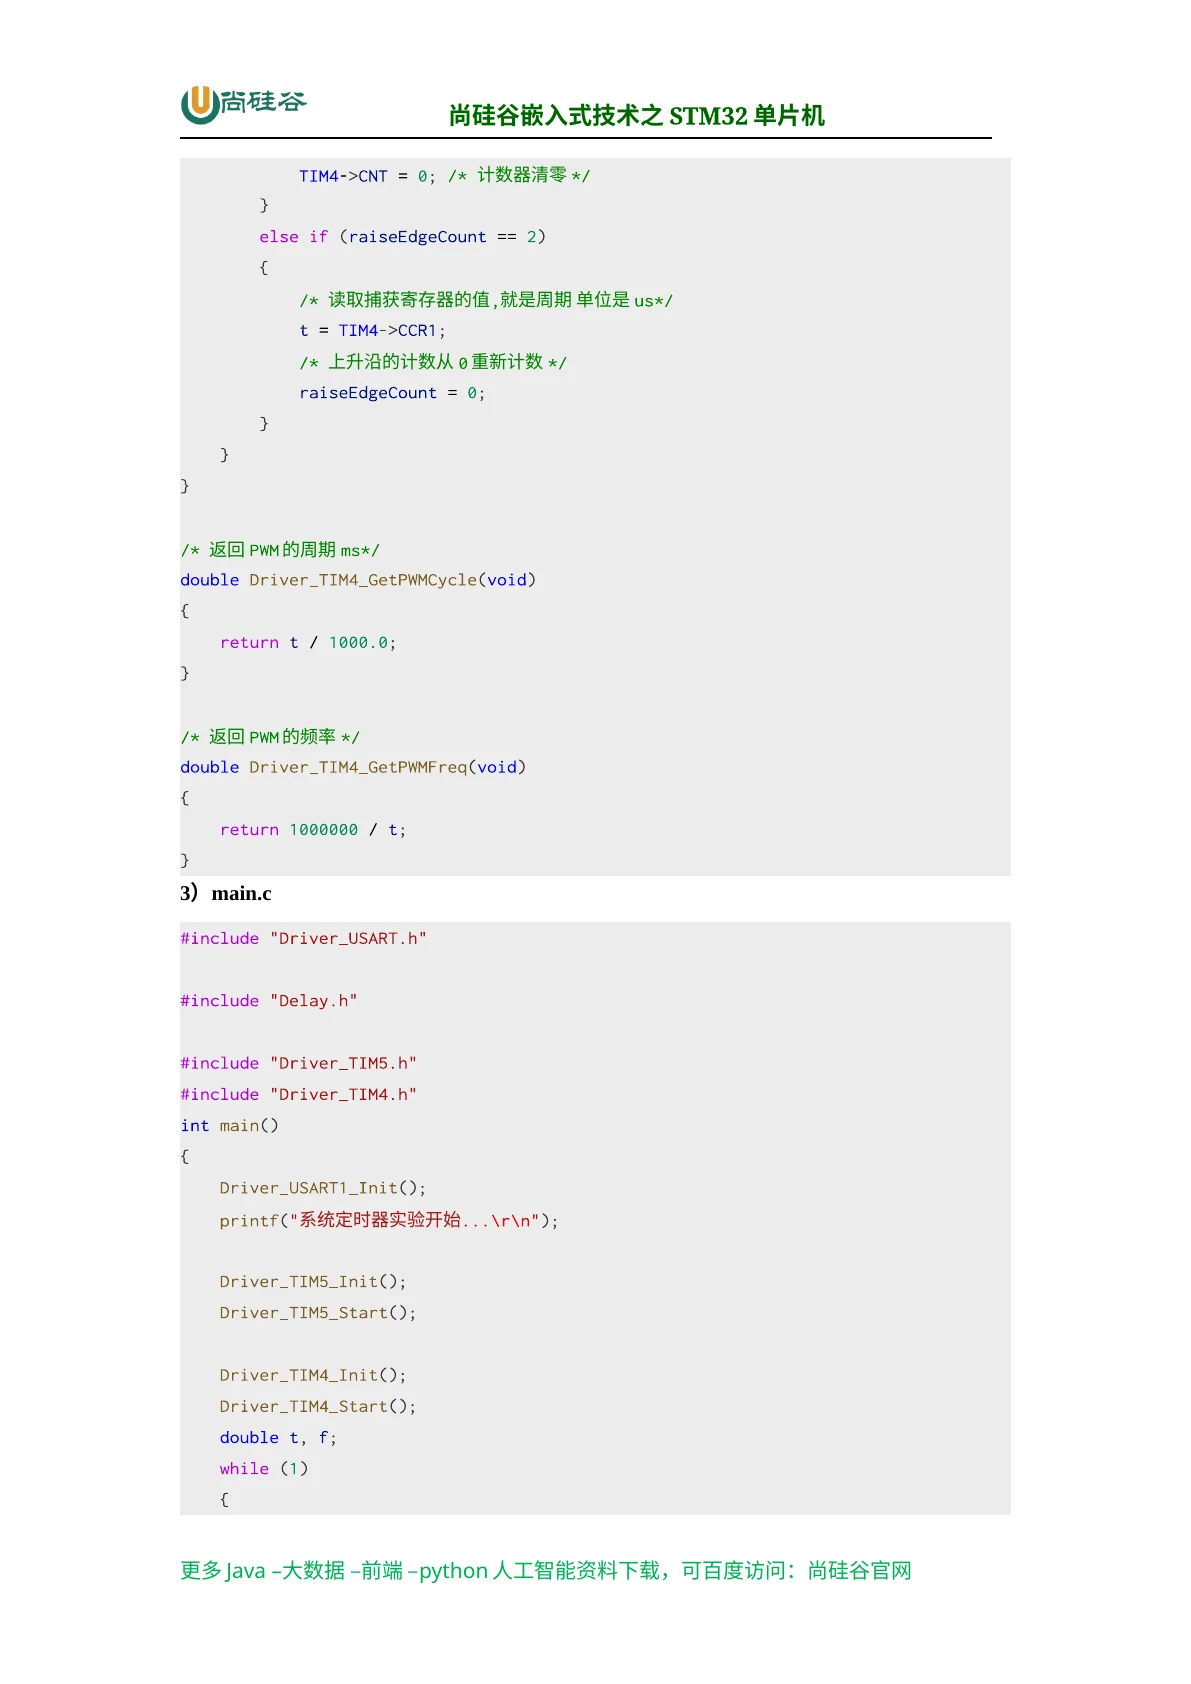 尚硅谷
尚硅谷嵌入式技术之 STM32 单片机
            TIM4->CNT = 0; /* 计数器清零 */
        }
        else if (raiseEdgeCount == 2)
        {
            /* 读取捕获寄存器的值,就是周期 单位是 us*/
            t = TIM4->CCR1;
            /* 上升沿的计数从 0 重新计数 */
            raiseEdgeCount = 0;
        }
    }
}
/* 返回 PWM 的周期 ms*/
double Driver_TIM4_GetPWMCycle(void)
{
    return t / 1000.0;
}
/* 返回 PWM 的频率 */
double Driver_TIM4_GetPWMFreq(void)
{
    return 1000000 / t;
}
3）main.c
#include "Driver_USART.h"
#include "Delay.h"
#include "Driver_TIM5.h"
#include "Driver_TIM4.h"
int main()
{
    Driver_USART1_Init();
    printf("系统定时器实验开始...\r\n");
    Driver_TIM5_Init();
    Driver_TIM5_Start();
    Driver_TIM4_Init();
    Driver_TIM4_Start();
    double t, f;
    while (1)
    {
更多 Java –大数据 –前端 –python 人工智能资料下载，可百度访问：尚硅谷官网